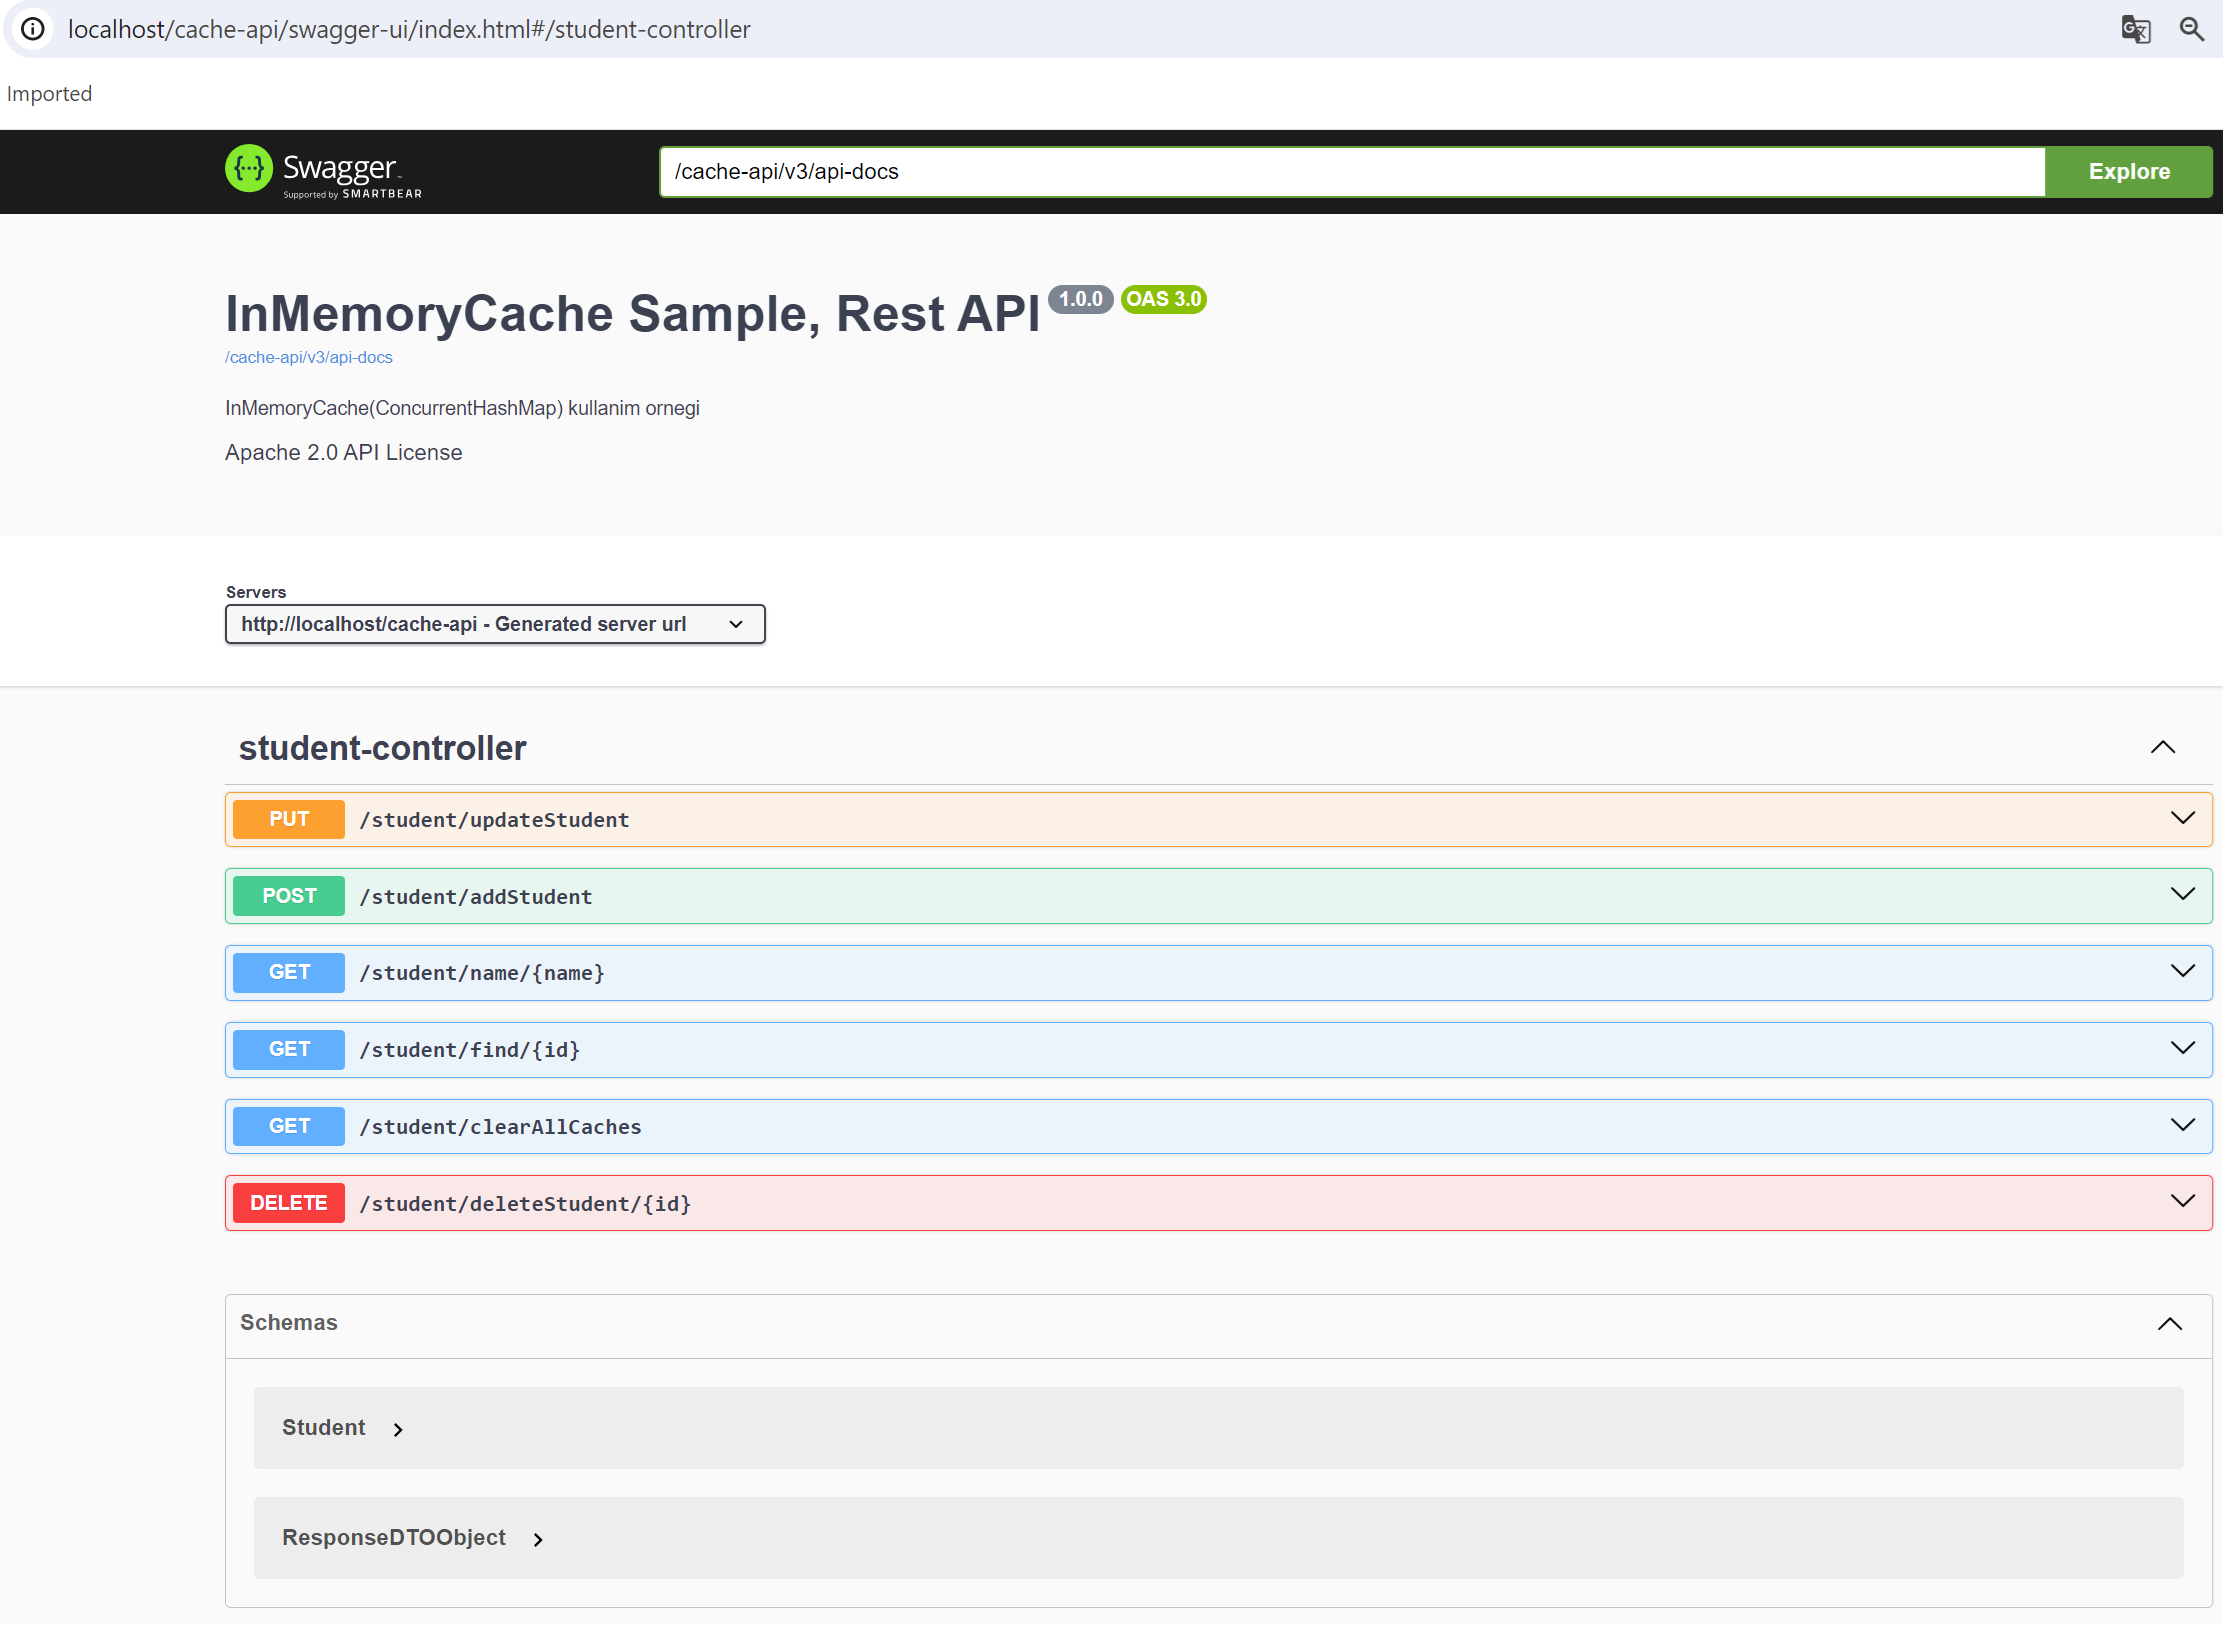 localhost/cache-api/swagger-ui/index.html#/student-controller
Imported
Swagger
Supported by SMARTBEAR
/cache-api/v3/api-docs
Explore
InMemoryCache Sample, Rest API 1.0.0 OAS 3.0
/cache-api/v3/api-docs
InMemoryCache(ConcurrentHashMap) kullanim ornegi
Apache 2.0 API License
Servers
http://localhost/cache-api - Generated server url
student-controller
PUT /student/updateStudent
POST /student/addStudent
GET /student/name/{name}
GET /student/find/{id}
GET /student/clearAllCaches
DELETE /student/deleteStudent/{id}
Schemas
Student
ResponseDTOObject